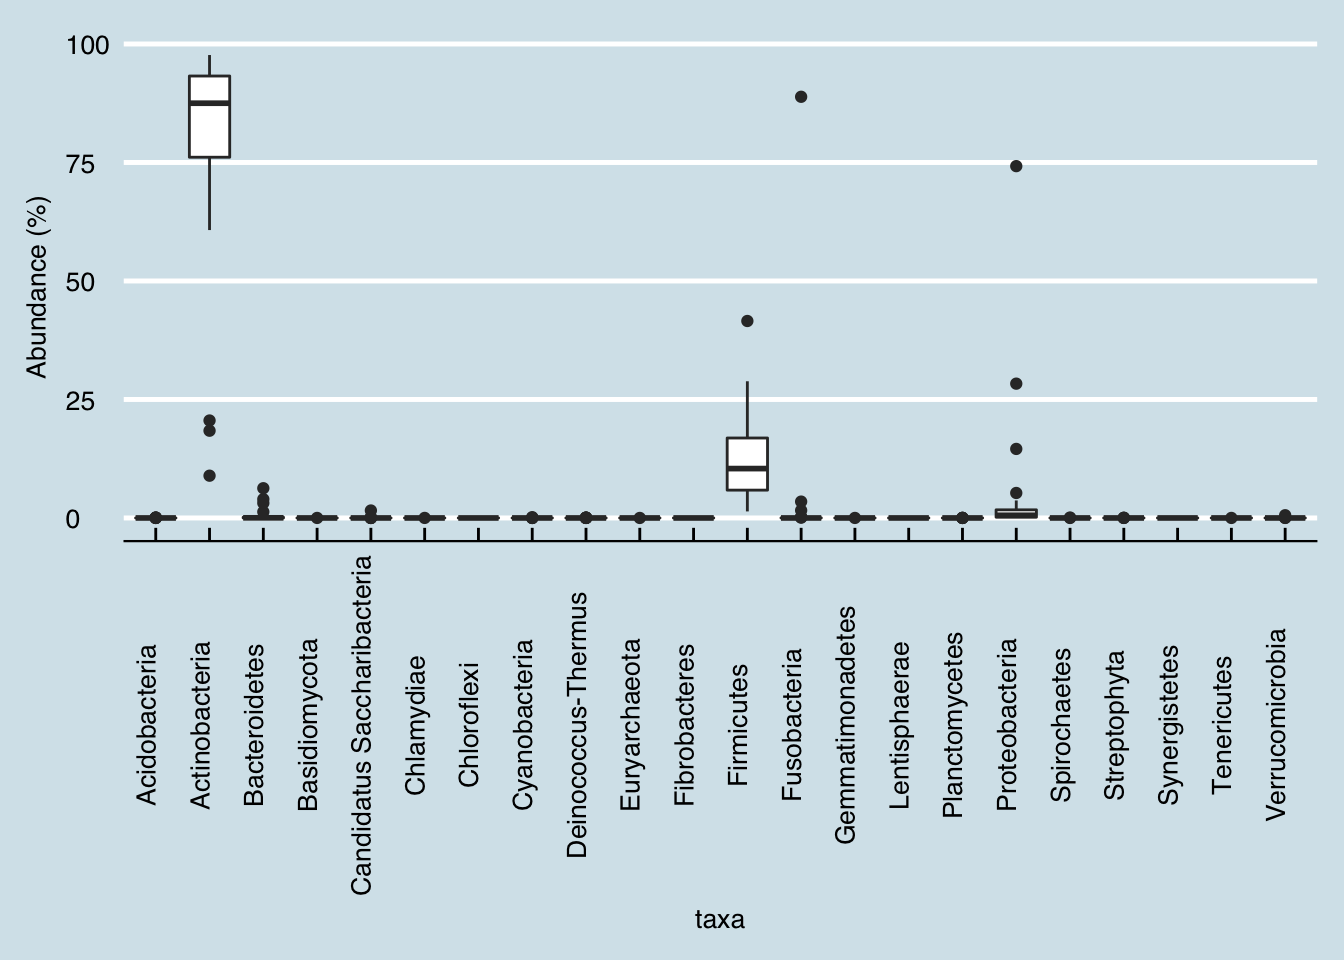 100
75
50
25
0
Abundance (%)
Acidobacteria
Actinobacteria
Bacteroidetes
Basidiomycota
Candidatus Saccharibacteria
Chlamydiae
Chloroflexi
Cyanobacteria
Deinococcus-Thermus
Euryarchaeota
Fibrobacteres
Firmicutes
Fusobacteria
Gemmatimonadetes
Lentisphaerae
Planctomycetes
Proteobacteria
Spirochaetes
Streptophyta
Synergistetes
Tenericutes
Verrucomicrobia
taxa